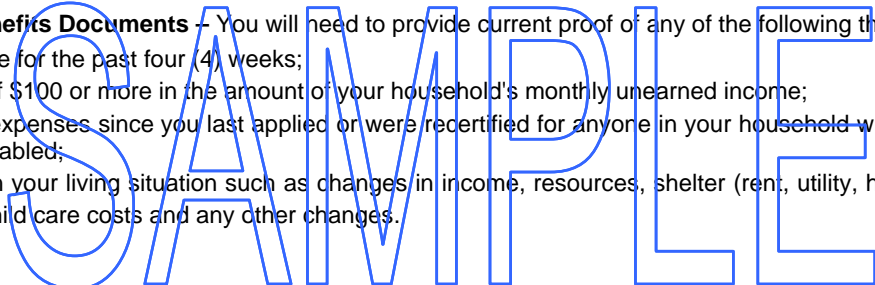 nefits Documents – You will need to provide current proof of any of the following th
e for the past four (4) weeks;
f $100 or more in the amount of your household's monthly unearned income;
expenses since you last applied or were recertified for anyone in your household w
abled;
n your living situation such as changes in income, resources, shelter (rent, utility, h
ild care costs and any other changes.
SAMPLE